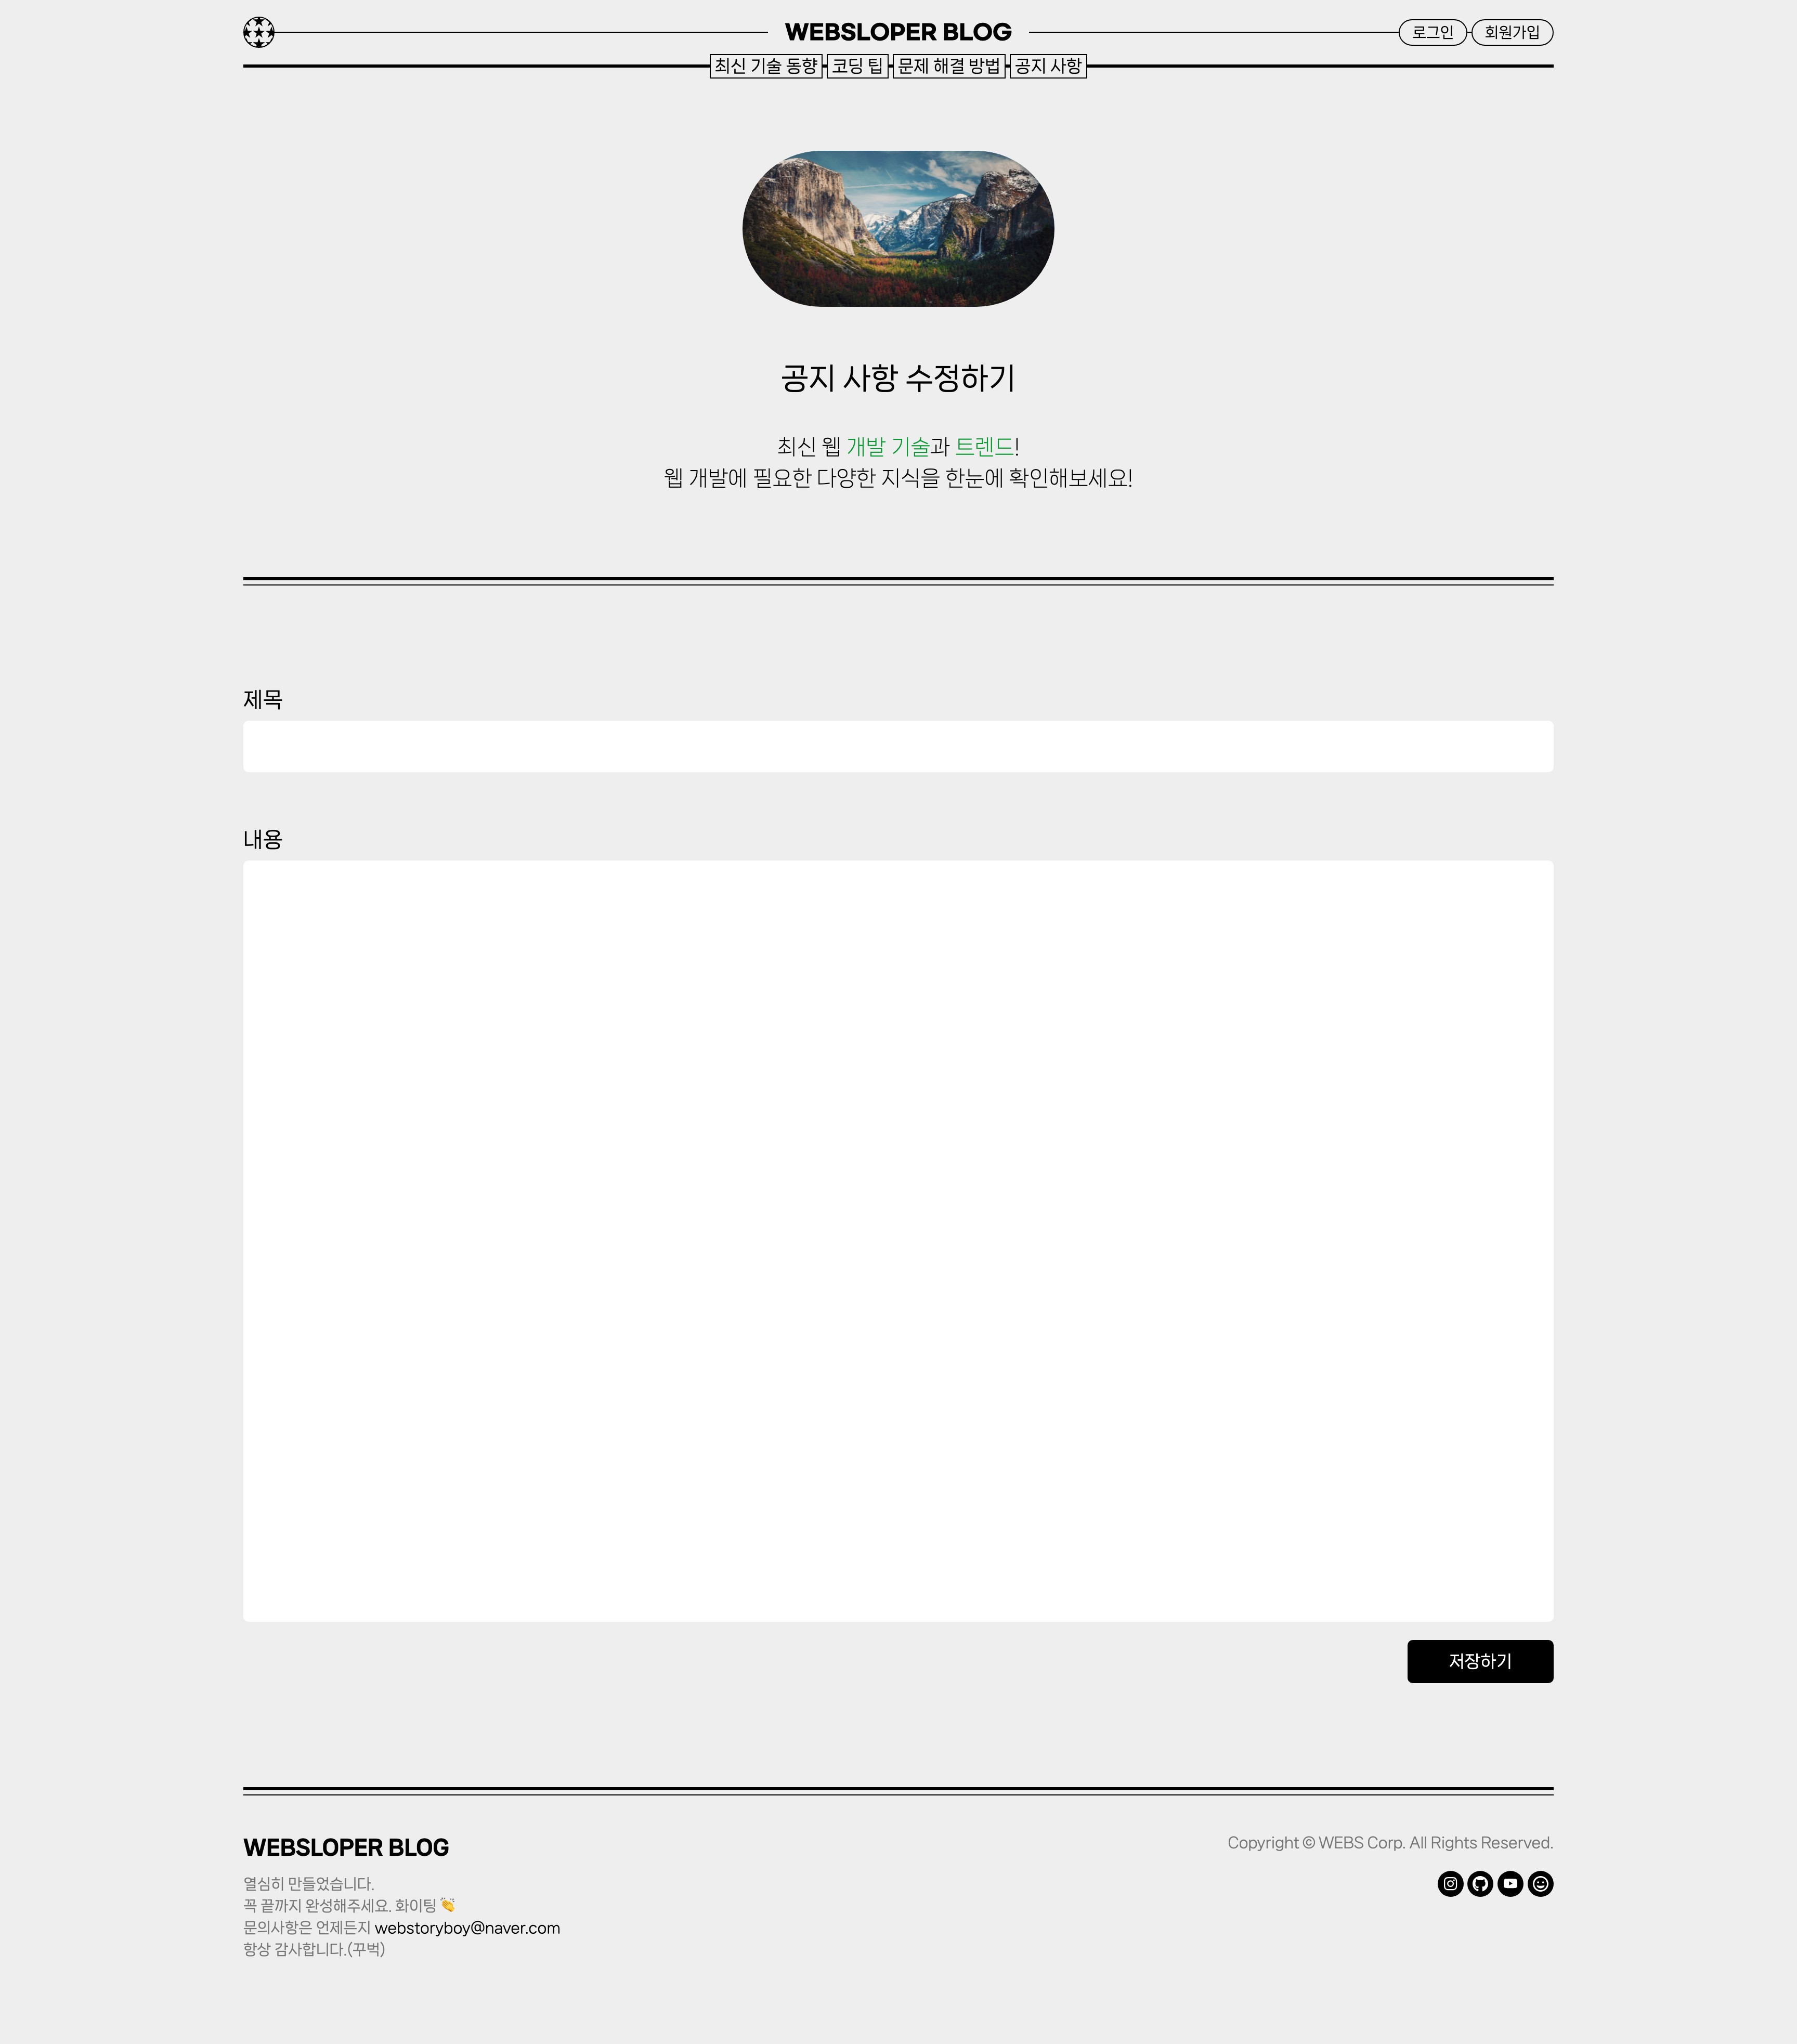 WEBSLOPER BLOG
로그인 회원가입
최신 기술 동향 코딩 팁 문제 해결 방법 공지 사항
공지 사항 수정하기
최신 웹 개발 기술과 트렌드!
웹 개발에 필요한 다양한 지식을 한눈에 확인해보세요!
제목
내용
저장하기
WEBSLOPER BLOG
열심히 만들었습니다.
꼭 끝까지 완성해주세요. 화이팅 👏
문의사항은 언제든지 webstoryboy@naver.com
항상 감사합니다.(꾸벅)
Copyright © WEBS Corp. All Rights Reserved.